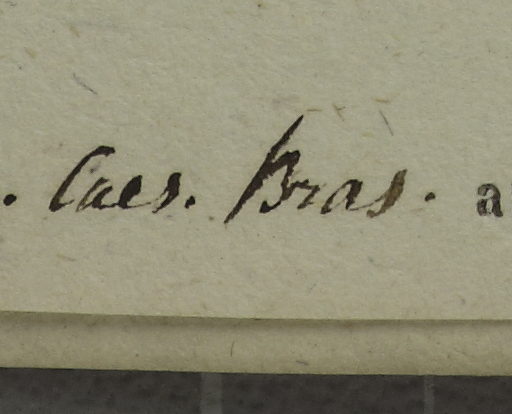 . Caes. Bras. a